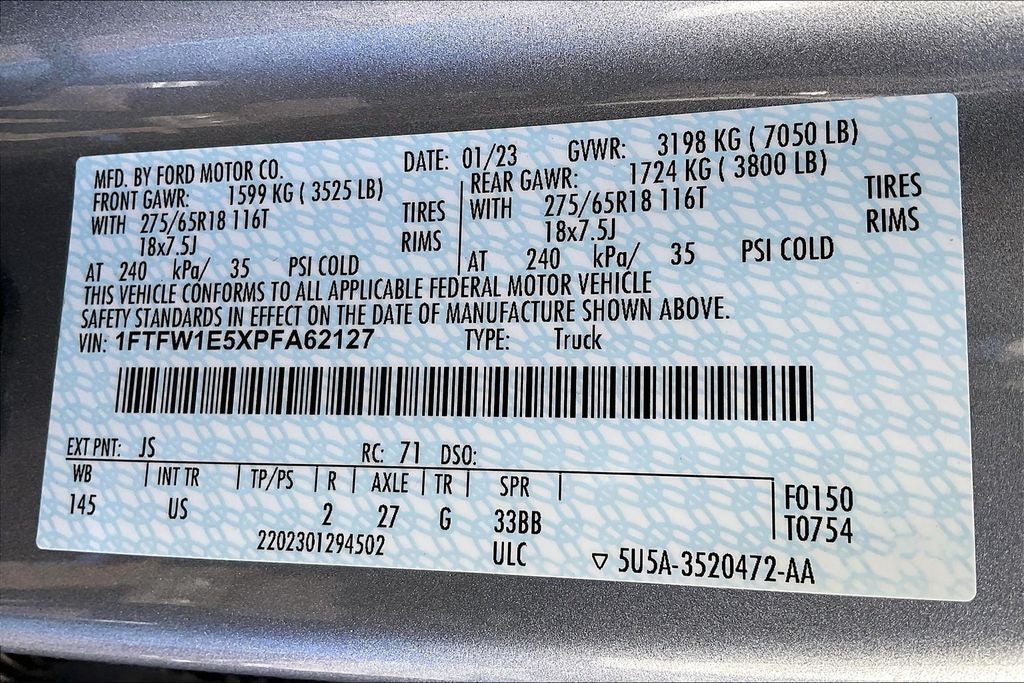 MFD. BY FORD MOTOR CO. DATE: 01/23 GVWR: 3198 KG ( 7050 LB)
FRONT GAWR: 1599 KG ( 3525 LB) REAR GAWR: 1724 KG ( 3800 LB)
WITH 275/65R18 116T TIRES WITH 275/65R18 116T TIRES
18x7.5J RIMS 18x7.5J RIMS
AT 240 kPa/ 35 PSI COLD AT 240 kPa/ 35 PSI COLD
THIS VEHICLE CONFORMS TO ALL APPLICABLE FEDERAL MOTOR VEHICLE
SAFETY STANDARDS IN EFFECT ON THE DATE OF MANUFACTURE SHOWN ABOVE.
VIN: 1FTFW1E5XPFA62127 TYPE: Truck
EXT PNT: JS RC: 71 DSO:
WB INT TR TP/PS R AXLE TR SPR F0150
145 US 2 27 G 33BB T0754
2202301294502 ULC ▽ 5U5A-3520472-AA